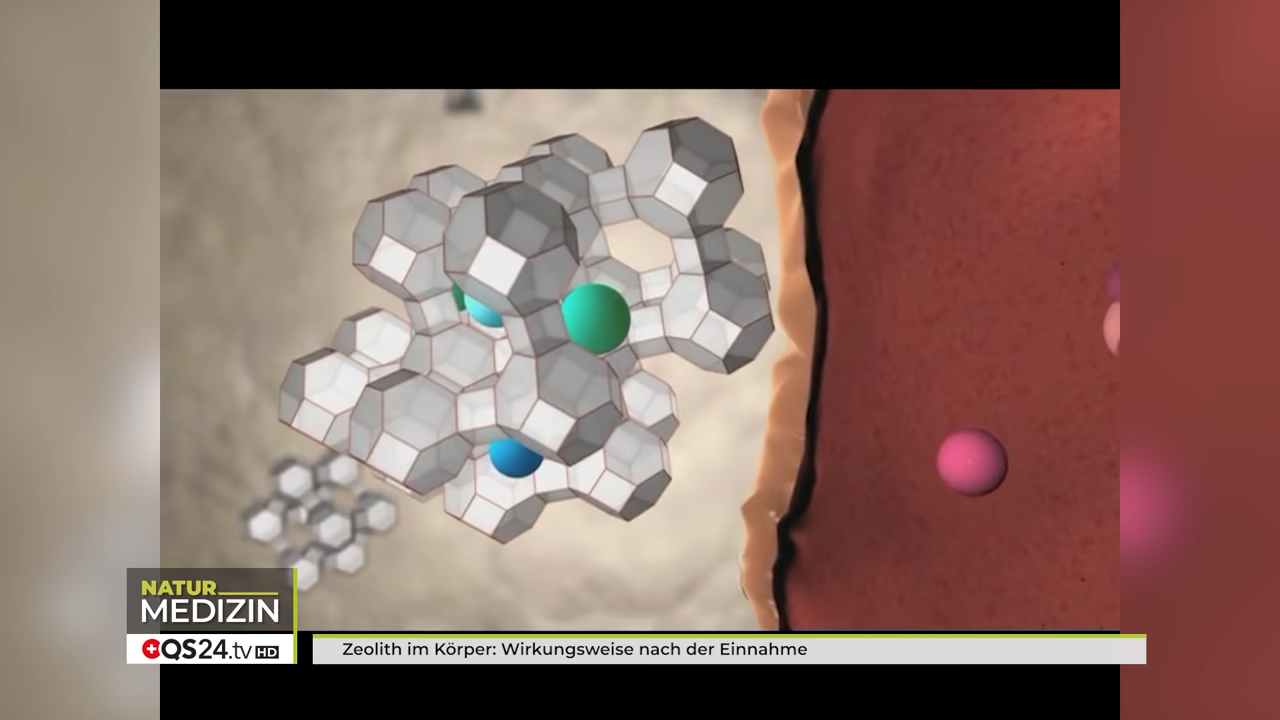 NATUR
MEDIZIN
QS24.tv HD
Zeolith im Körper: Wirkungsweise nach der Einnahme